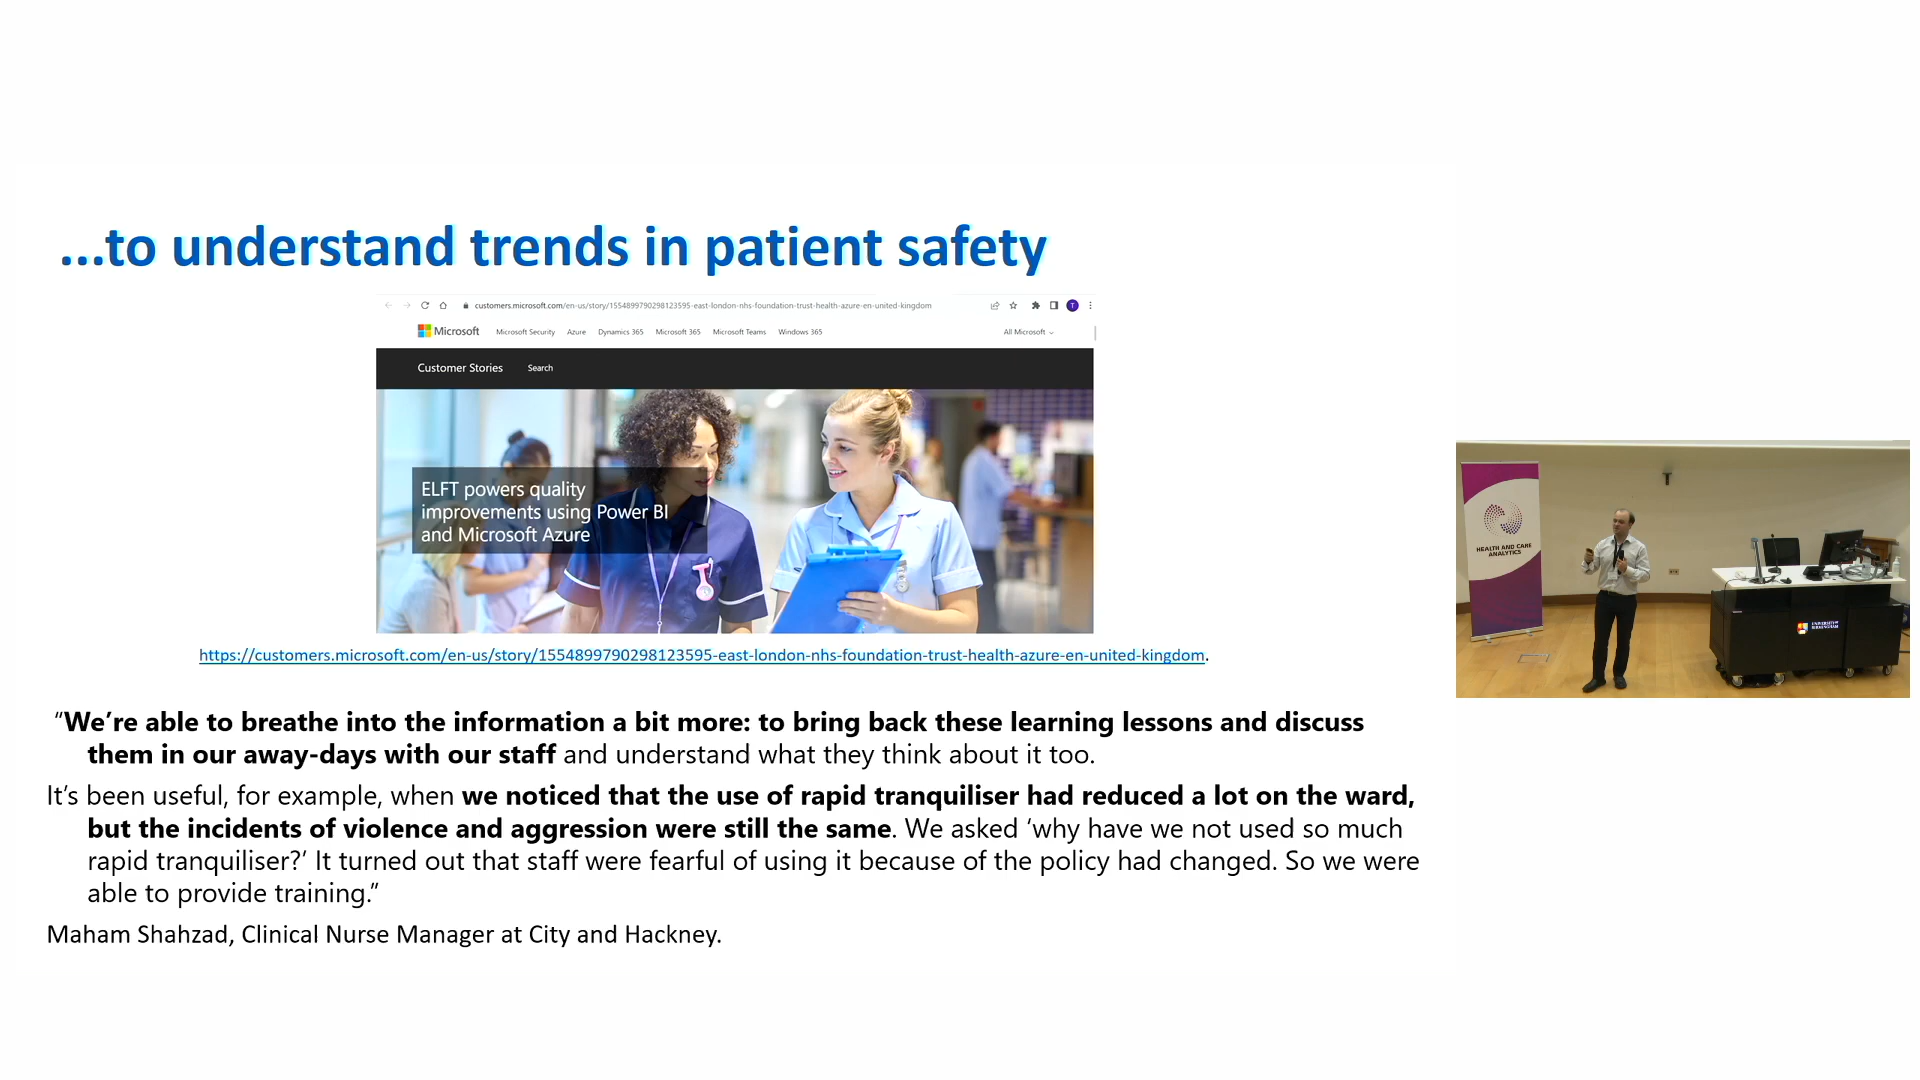 ...to understand trends in patient safety
customers.microsoft.com/en-us/story/1554899790298123595-east-london-nhs-foundation-trust-health-azure-en-united-kingdom
T
Microsoft
Microsoft Security Azure Dynamics 365 Microsoft 365 Microsoft Teams Windows 365
All Microsoft
Customer Stories Search
ELFT powers quality
improvements using Power BI
and Microsoft Azure
https://customers.microsoft.com/en-us/story/1554899790298123595-east-london-nhs-foundation-trust-health-azure-en-united-kingdom.
“We’re able to breathe into the information a bit more: to bring back these learning lessons and discuss
them in our away-days with our staff and understand what they think about it too.
It’s been useful, for example, when we noticed that the use of rapid tranquiliser had reduced a lot on the ward,
but the incidents of violence and aggression were still the same. We asked ‘why have we not used so much
rapid tranquiliser?’ It turned out that staff were fearful of using it because of the policy had changed. So we were
able to provide training.”
Maham Shahzad, Clinical Nurse Manager at City and Hackney.
HEALTH AND CARE
ANALYTICS
UNIVERSITY OF
BIRMINGHAM